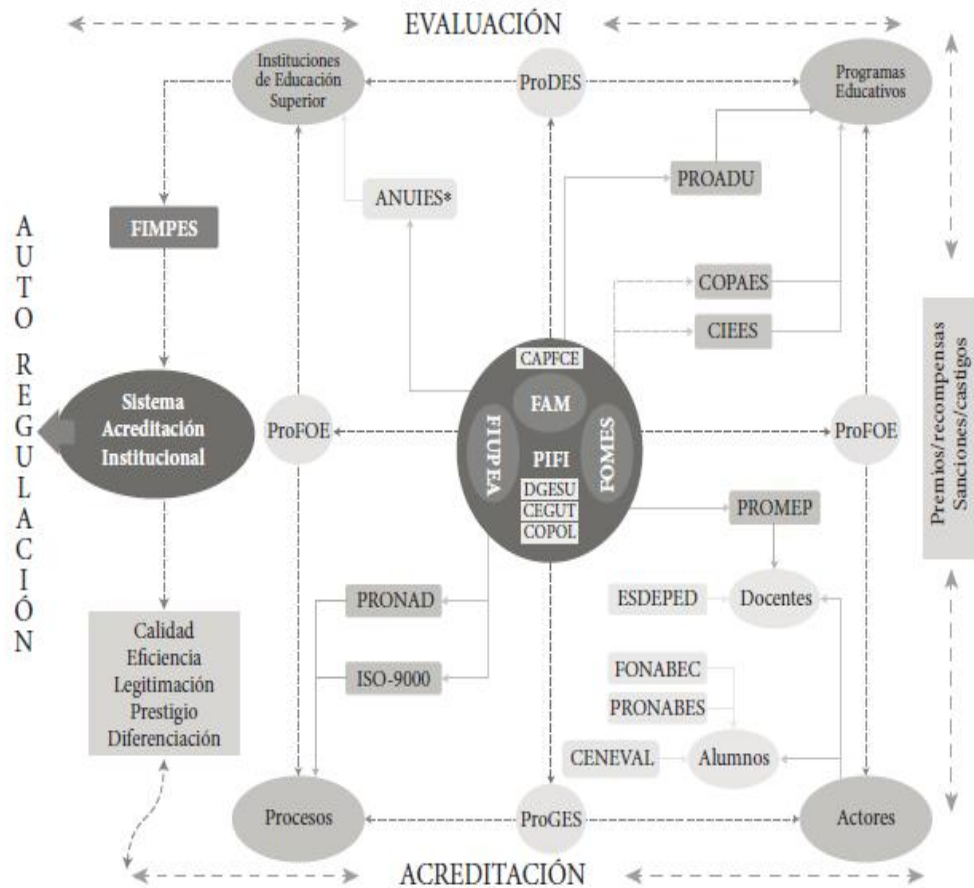 EVALUACIÓN
Instituciones
de Educación
Superior
ProDES
Programas
Educativos
ANUIES*
PROADU
FIMPES
COPAES
CIEES
AUTO REGULACIÓN
Sistema
Acreditación
Institucional
ProFOE
CAPFCE
FAM
FIUPEA
PIFI
FOMES
DGESU
CEGUT
COPOL
ProFOE
Premios/recompensas
Sanciones/castigos
PROMEP
PRONAD
ESDEPED
Docentes
Calidad
Eficiencia
Legitimación
Prestigio
Diferenciación
ISO-9000
FONABEC
PRONABES
CENEVAL
Alumnos
Procesos
ProGES
Actores
ACREDITACIÓN